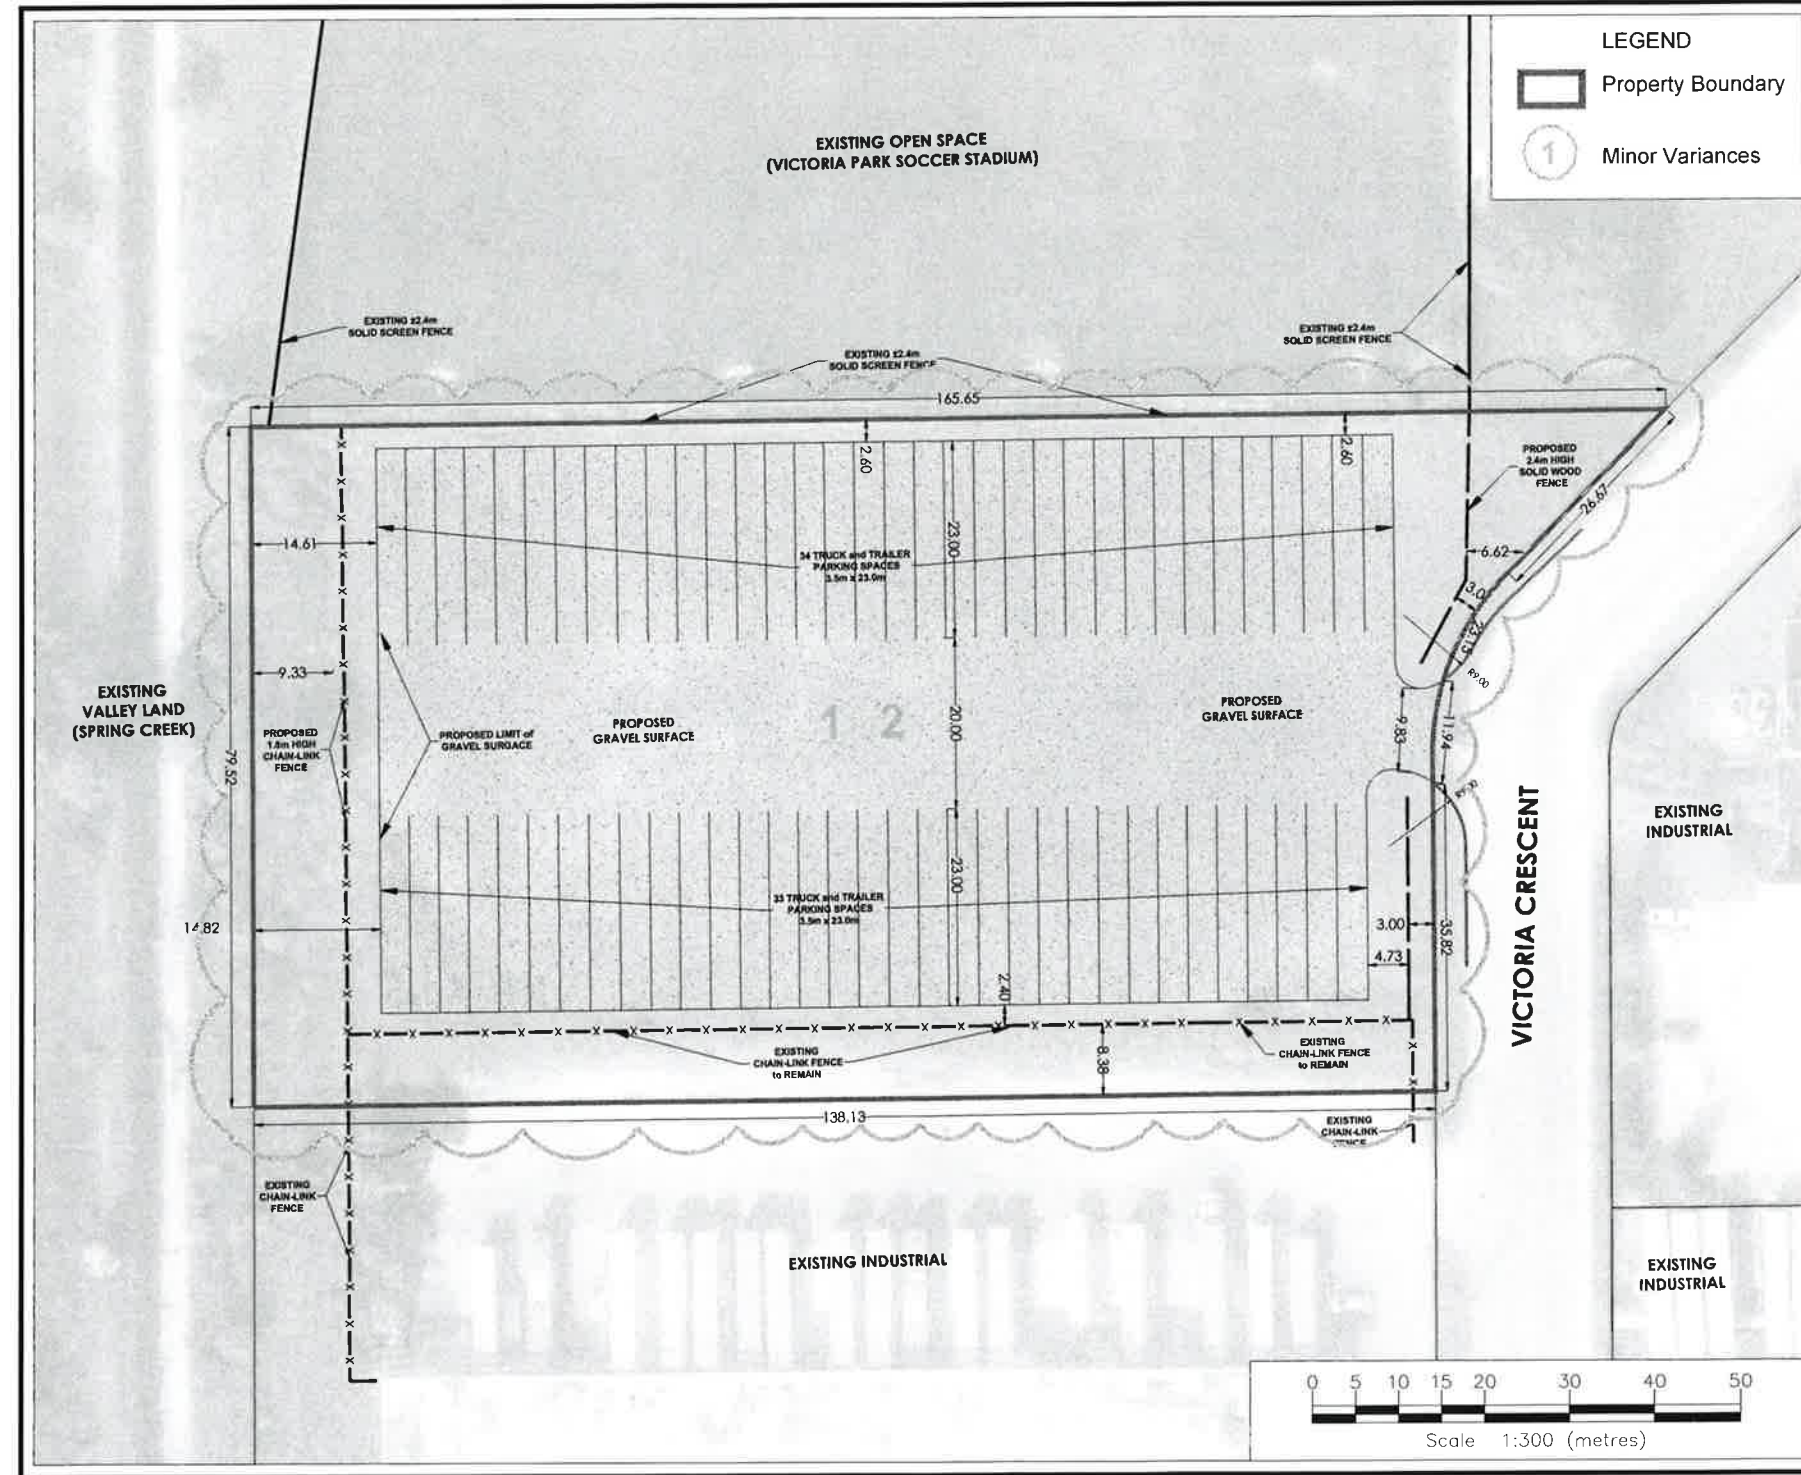 LEGEND
Property Boundary
1
Minor Variances
EXISTING OPEN SPACE
(VICTORIA PARK SOCCER STADIUM)
EXISTING ±2.4m
SOLID SCREEN FENCE
EXISTING ±2.4m
SOLID SCREEN FENCE
EXISTING ±2.4m
SOLID SCREEN FENCE
165.65
2.60
2.60
PROPOSED
2.4m HIGH
SOLID WOOD
FENCE
26.67
14.61
23.00
34 TRUCK and TRAILER
PARKING SPACES
3.5m x 23.0m
6.62
3.0
23.15
R9.00
9.33
EXISTING
VALLEY LAND
(SPRING CREEK)
79.52
PROPOSED
1.8m HIGH
CHAIN-LINK
FENCE
PROPOSED LIMIT of
GRAVEL SURGACE
PROPOSED
GRAVEL SURFACE
1 2
20.00
PROPOSED
GRAVEL SURFACE
9.83
11.94
R9.00
VICTORIA CRESCENT
EXISTING
INDUSTRIAL
14.82
33 TRUCK and TRAILER
PARKING SPACES
3.5m x 23.0m
23.00
3.00
35.82
4.73
2.40
EXISTING
CHAIN-LINK FENCE
to REMAIN
8.38
EXISTING
CHAIN-LINK FENCE
to REMAIN
138.13
EXISTING
CHAIN-LINK
FENCE
EXISTING
CHAIN-LINK
FENCE
EXISTING INDUSTRIAL
EXISTING
INDUSTRIAL
0 5 10 15 20 30 40 50
Scale 1:300 (metres)